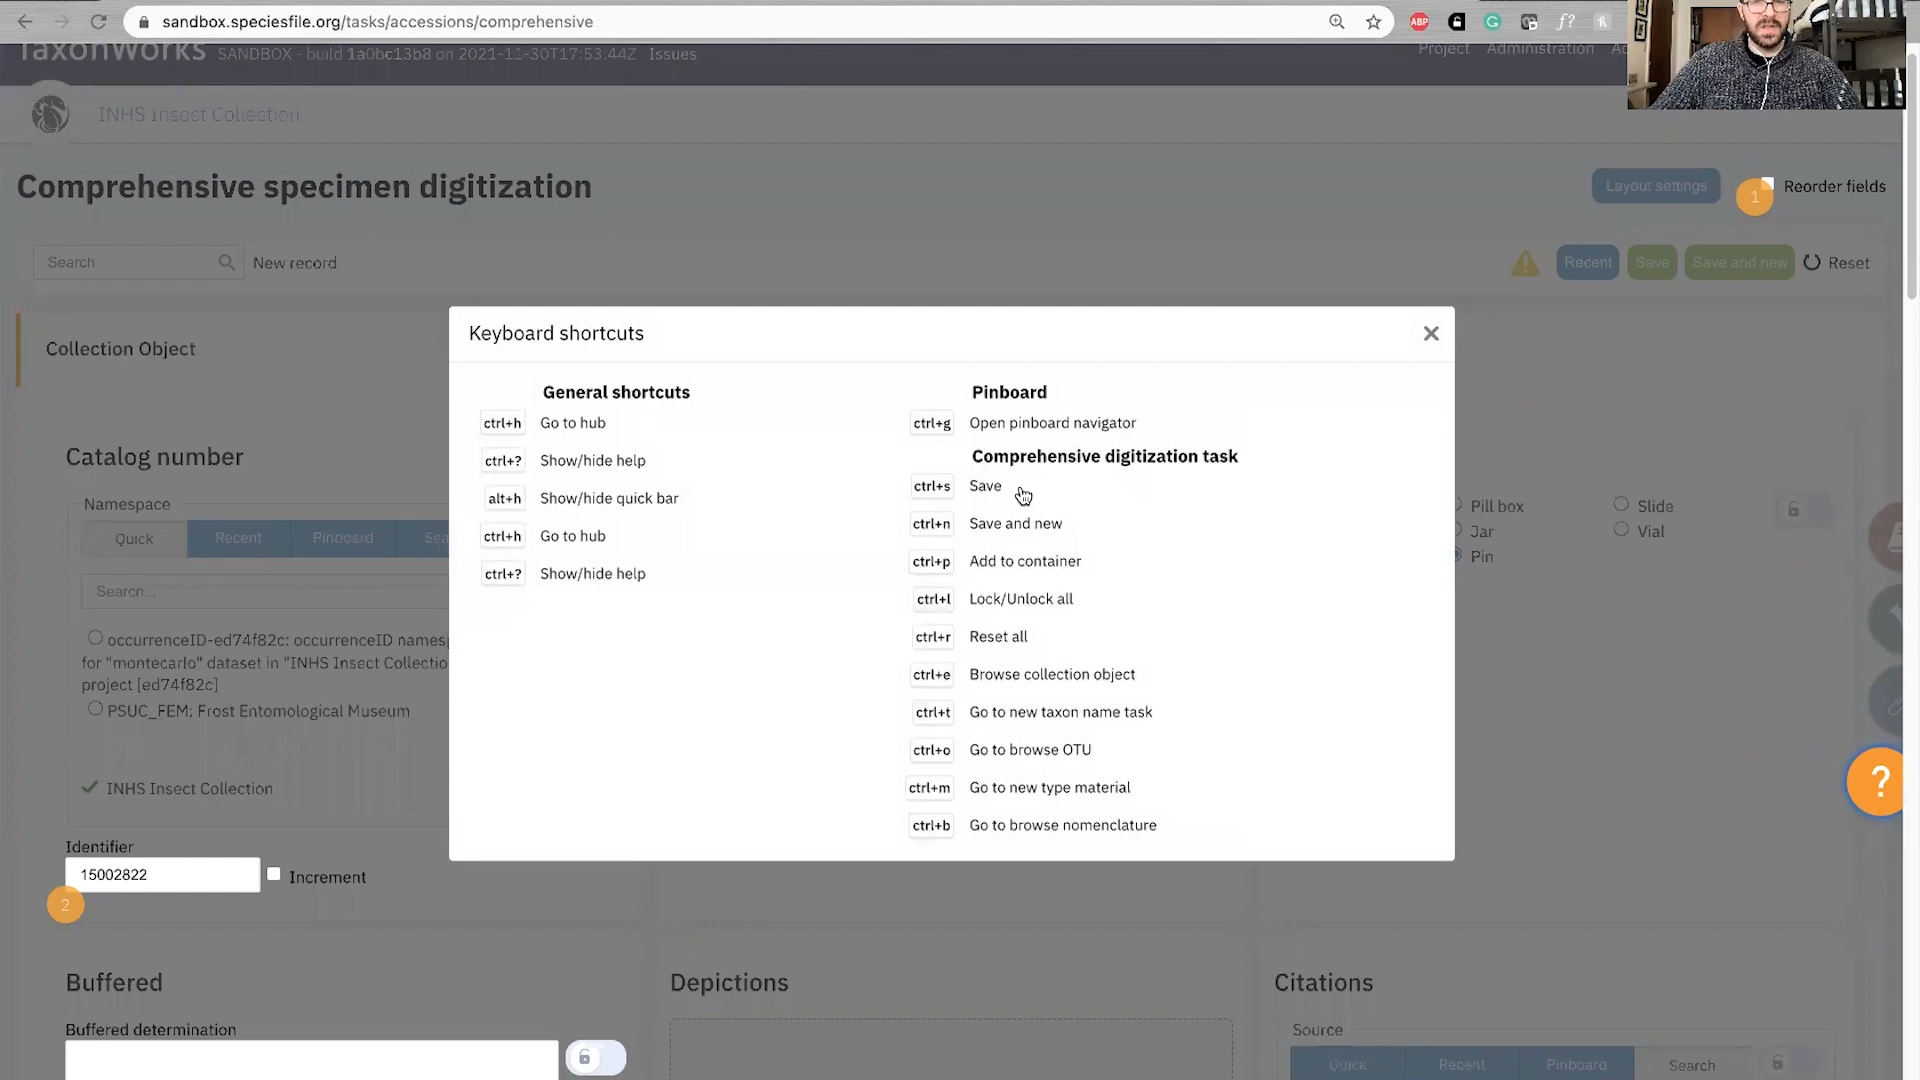 sandbox.speciesfile.org/tasks/accessions/comprehensive
ABP
G
f?
TaxonWorks SANDBOX - build 1a0bc13b8 on 2021-11-30T17:53:44Z Issues
Project Administration
INHS Insect Collection
Comprehensive specimen digitization
Layout settings
1
Reorder fields
Search
New record
Recent
Save
Save and new
Reset
Keyboard shortcuts
General shortcuts
ctrl+h Go to hub
ctrl+? Show/hide help
alt+h Show/hide quick bar
ctrl+h Go to hub
ctrl+? Show/hide help
Pinboard
ctrl+g Open pinboard navigator
Comprehensive digitization task
ctrl+s Save
ctrl+n Save and new
ctrl+p Add to container
ctrl+l Lock/Unlock all
ctrl+r Reset all
ctrl+e Browse collection object
ctrl+t Go to new taxon name task
ctrl+o Go to browse OTU
ctrl+m Go to new type material
ctrl+b Go to browse nomenclature
Collection Object
Catalog number
Namespace
Quick Recent Pinboard Sea
Search...
occurrenceID-ed74f82c: occurrenceID namesp
for "montecarlo" dataset in "INHS Insect Collectio
project [ed74f82c]
PSUC_FEM: Frost Entomological Museum
INHS Insect Collection
Identifier
15002822
Increment
2
Pill box
Slide
Jar
Vial
Pin
?
Buffered
Buffered determination
Depictions
Citations
Source
Quick Recent Pinboard Search